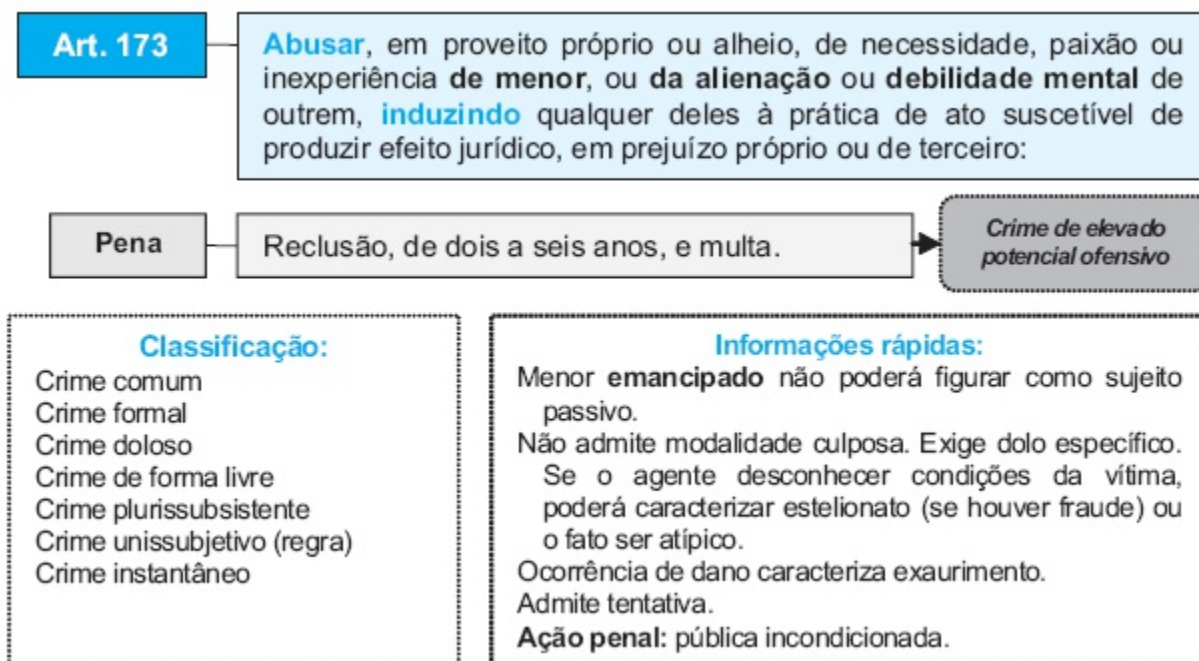 Art. 173
Abusar, em proveito próprio ou alheio, de necessidade, paixão ou
inexperiência de menor, ou da alienação ou debilidade mental de
outrem, induzindo qualquer deles à prática de ato suscetível de
produzir efeito jurídico, em prejuízo próprio ou de terceiro:
Pena
Reclusão, de dois a seis anos, e multa.
Crime de elevado
potencial ofensivo
Classificação:
Crime comum
Crime formal
Crime doloso
Crime de forma livre
Crime plurissubsistente
Crime unissubjetivo (regra)
Crime instantâneo
Informações rápidas:
Menor emancipado não poderá figurar como sujeito
passivo.
Não admite modalidade culposa. Exige dolo específico.
Se o agente desconhecer condições da vítima,
poderá caracterizar estelionato (se houver fraude) ou
o fato ser atípico.
Ocorrência de dano caracteriza exaurimento.
Admite tentativa.
Ação penal: pública incondicionada.